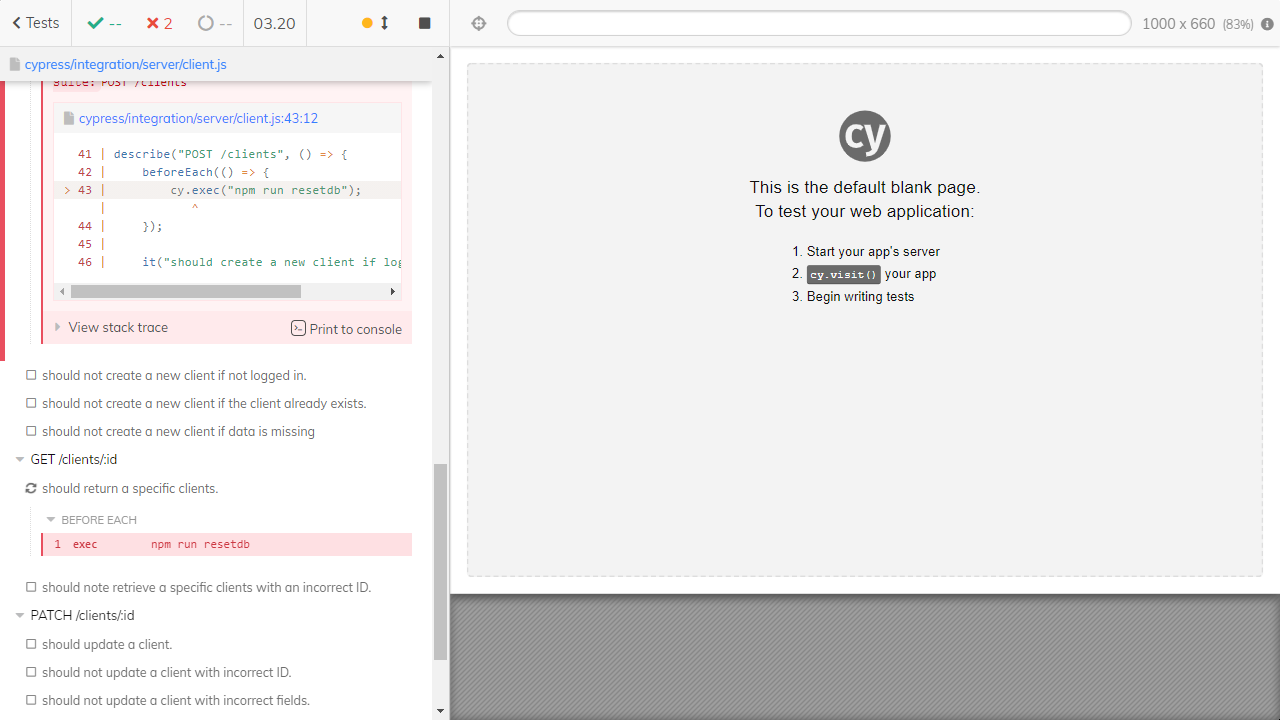 Tests
--
2
--
03.20
1000 x 660 (83%)
cypress/integration/server/client.js
suite: POST /clients
cypress/integration/server/client.js:43:12
41 | describe("POST /clients", () => {
42 |     beforeEach(() => {
> 43 |         cy.exec("npm run resetdb");
|            ^
44 |     });
45 |
46 |     it("should create a new client if log
View stack trace
Print to console
should not create a new client if not logged in.
should not create a new client if the client already exists.
should not create a new client if data is missing
GET /clients/:id
should return a specific clients.
BEFORE EACH
1 exec npm run resetdb
should note retrieve a specific clients with an incorrect ID.
PATCH /clients/:id
should update a client.
should not update a client with incorrect ID.
should not update a client with incorrect fields.
cy
This is the default blank page.
To test your web application:
1. Start your app's server
2. cy.visit() your app
3. Begin writing tests